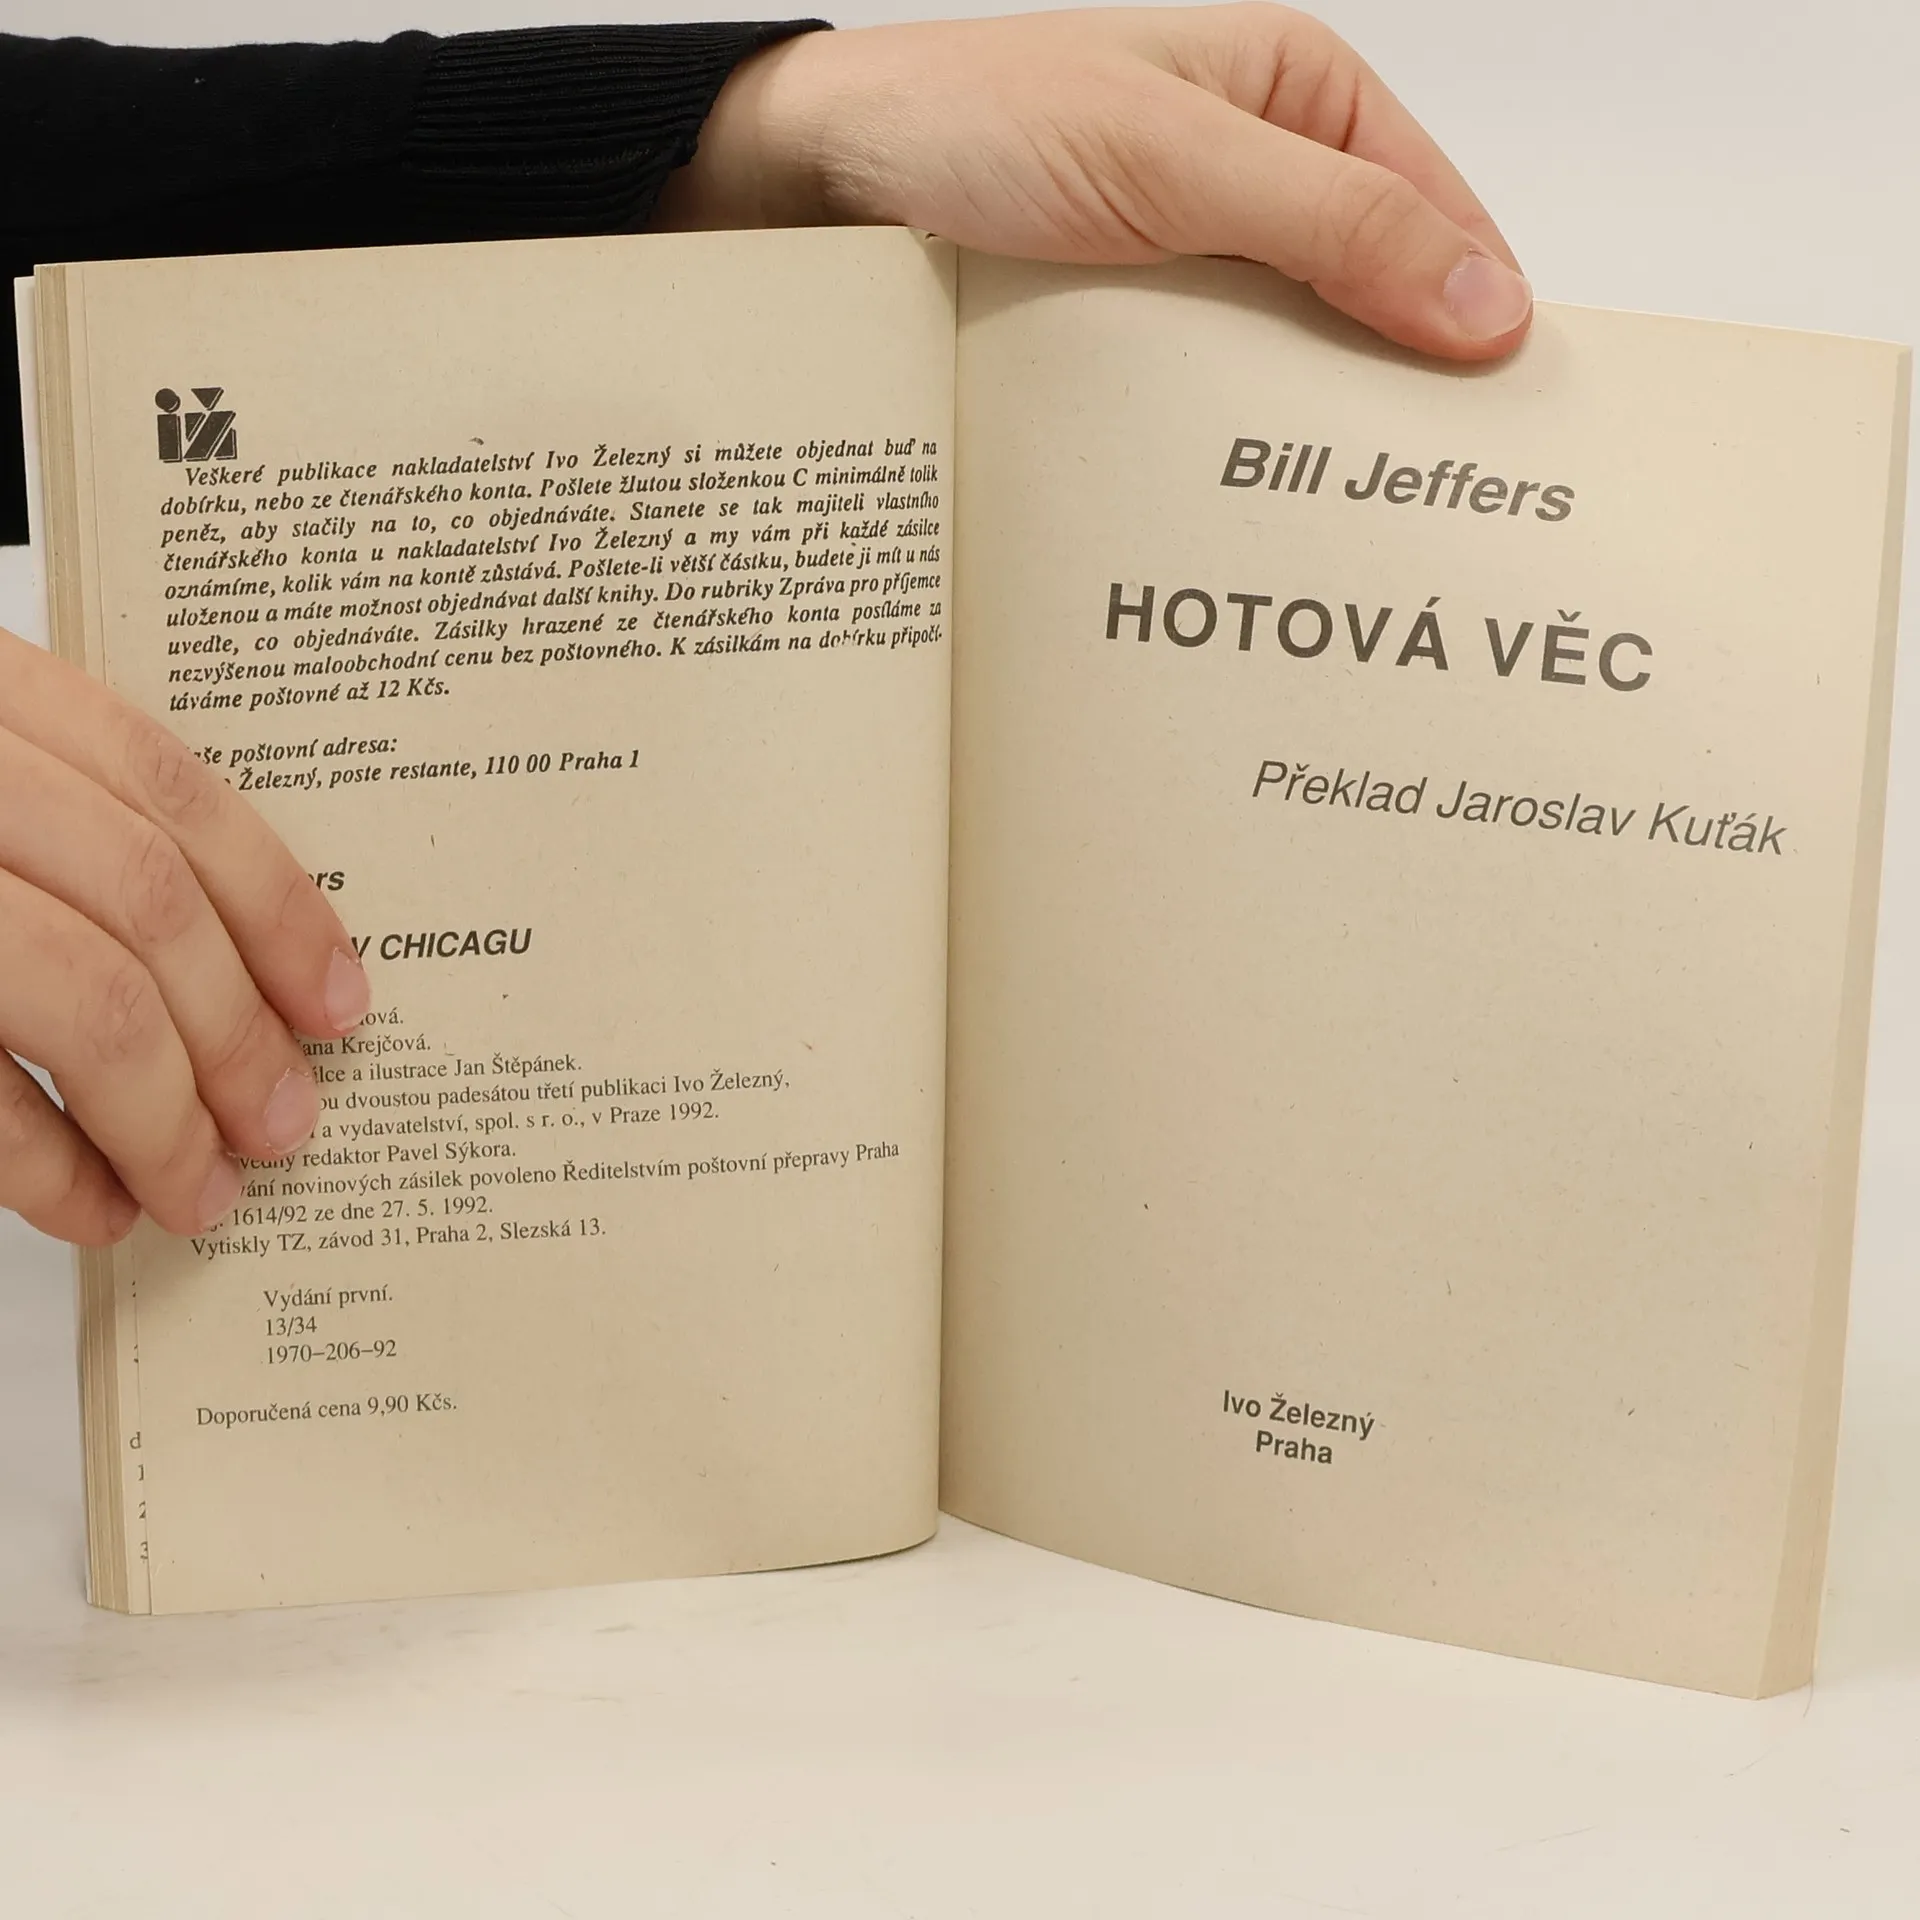 iž
Veškeré publikace nakladatelství Ivo Železný si můžete objednat buď na
dobírku, nebo ze čtenářského konta. Pošlete žlutou složenkou C minimálně tolik
peněz, aby stačily na to, co objednáváte. Stanete se tak majiteli vlastního
čtenářského konta u nakladatelství Ivo Železný a my vám při každé zásilce
oznámíme, kolik vám na kontě zůstává. Pošlete-li větší částku, budete ji mít u nás
uloženou a máte možnost objednávat další knihy. Do rubriky Zpráva pro příjemce
uveďte, co objednáváte. Zásilky hrazené ze čtenářského konta posíláme za
nezvýšenou maloobchodní cenu bez poštovného. K zásilkám na dobírku připočí-
táváme poštovné až 12 Kčs.
poštovní adresa:
Železný, poste restante, 110 00 Praha 1
V CHICAGU
Krejčová.
a ilustrace Jan Štěpánek.
dvoustou padesátou třetí publikaci Ivo Železný,
a vydavatelství, spol. s r. o., v Praze 1992.
redaktor Pavel Sýkora.
novinových zásilek povoleno Ředitelstvím poštovní přepravy Praha
1614/92 ze dne 27. 5. 1992.
Vytiskly TZ, závod 31, Praha 2, Slezská 13.
Vydání první.
13/34
1970–206–92
Doporučená cena 9,90 Kčs.
Bill Jeffers
HOTOVÁ VĚC
Překlad Jaroslav Kuťák
Ivo Železný
Praha